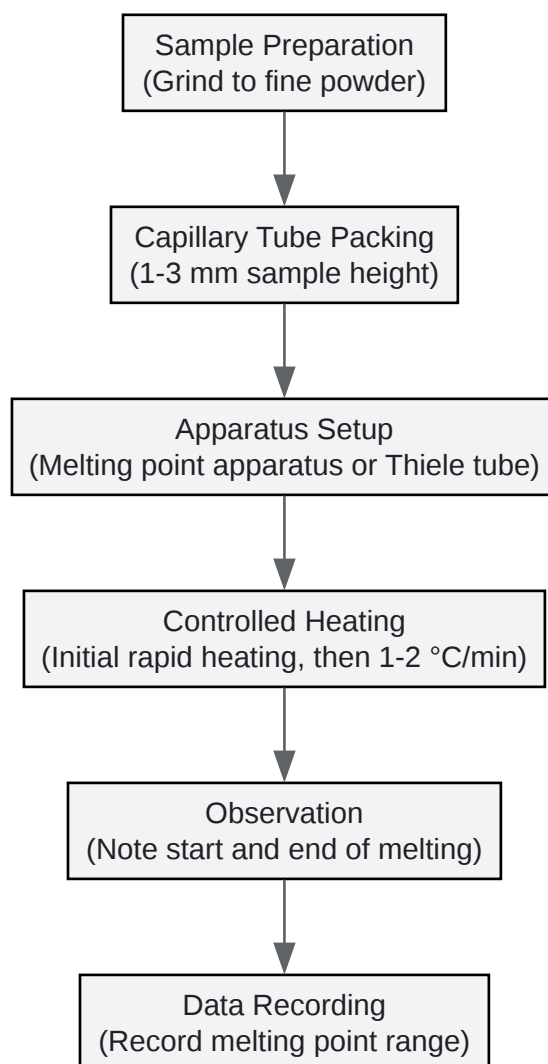 Sample Preparation
(Grind to fine powder)
Capillary Tube Packing
(1-3 mm sample height)
Apparatus Setup
(Melting point apparatus or Thiele tube)
Controlled Heating
(Initial rapid heating, then 1-2 °C/min)
Observation
(Note start and end of melting)
Data Recording
(Record melting point range)